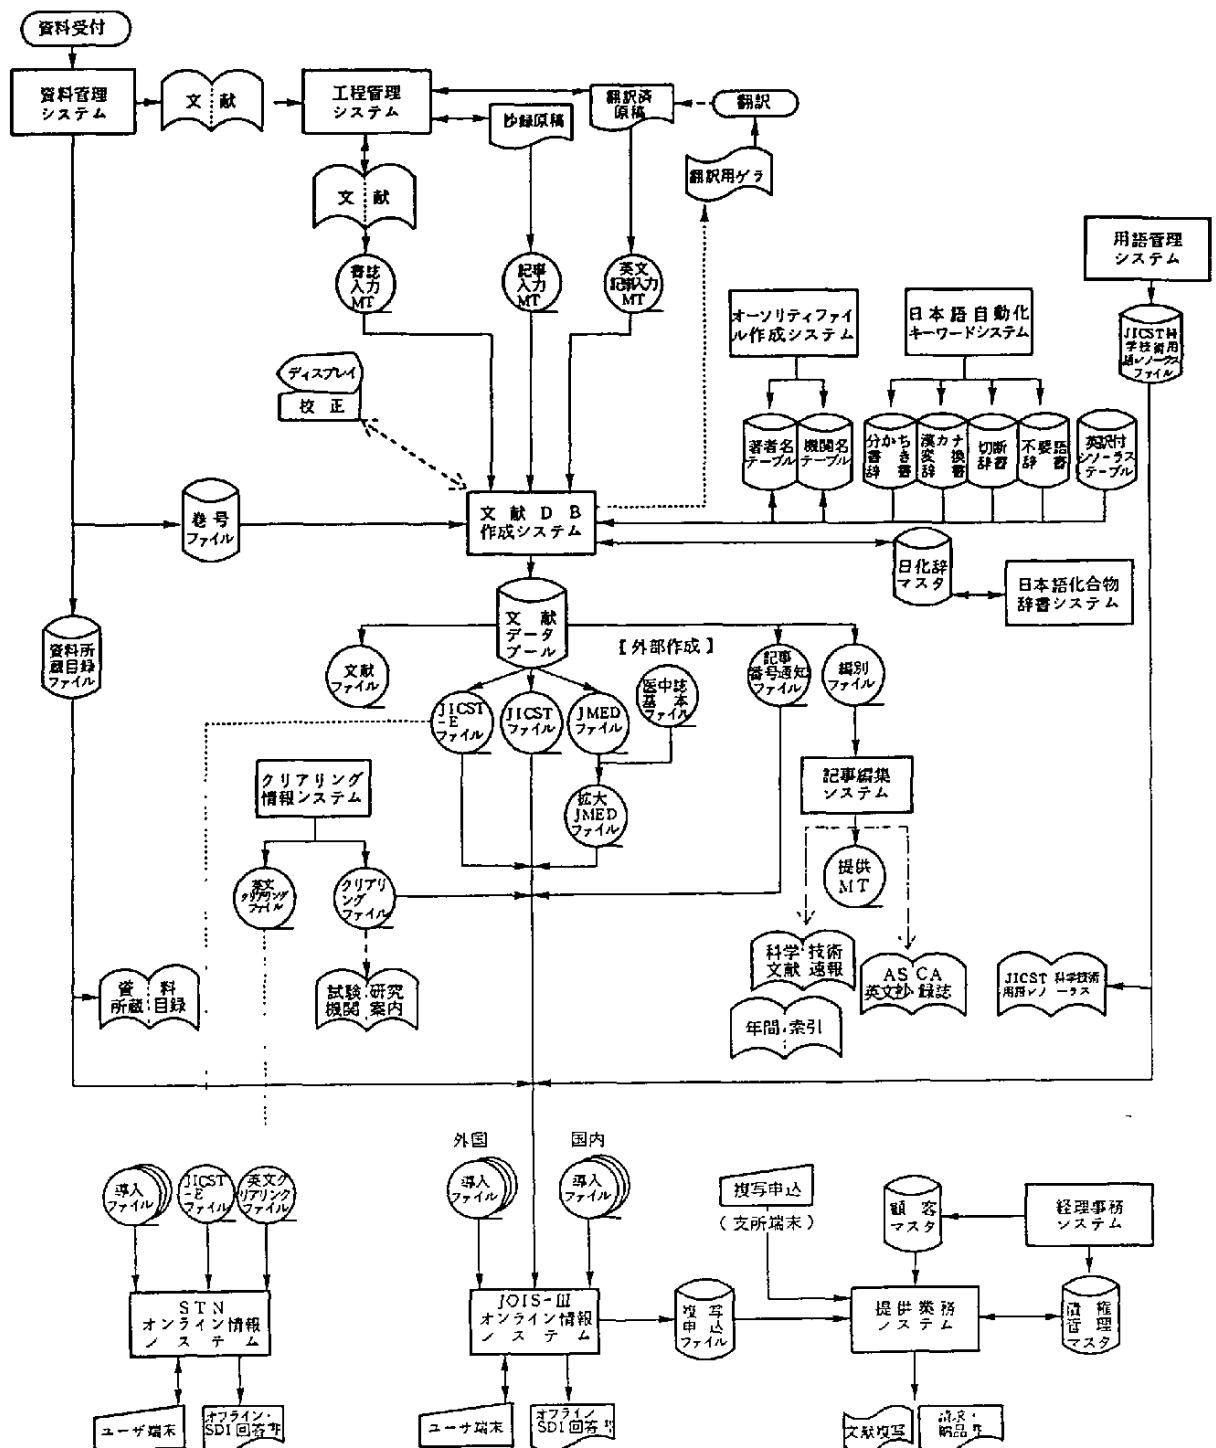 資料受付
資料管理
システム
文献
工程管理
システム
抄録原稿
翻訳済
原稿
翻訳
翻訳用ゲラ
文献
書誌
入力
MT
記事
入力
MT
英文
記事入力
MT
用語管理
システム
オーソリティファイ
ル作成システム
日本語自動化
キーワードシステム
JICST科
学技術用
ファイル
ディスプレイ
校正
著者名
テーブル
機関名
テーブル
分かち
書き
辞書
漢カナ
変換
辞書
切断
辞書
不要語
辞書
英訳付
シソーラス
テーブル
巻号
ファイル
文献DB
作成システム
日化辞
マスタ
日本語化合物
辞書システム
文献
データ
プール
【外部作成】
資料所
蔵目録
ファイル
文献
ファイル
JICST
-E
ファイル
JICST
ファイル
JMED
ファイル
医中誌
基本
ファイル
記事
番号通知
ファイル
編別
ファイル
クリアリング
情報システム
拡大
JMED
ファイル
記事編集
システム
英文
クリアリング
ファイル
クリアリ
ング
ファイル
提供
MT
資料
所蔵目録
試験研究
機関案内
科学技術
文献速報
ASCA
英文抄録誌
年間索引
JICST科学技術
外国
国内
導入
ファイル
JICST
-E
ファイル
英文ク
リアリング
ファイル
導入
ファイル
導入
ファイル
複写申込
(支所端末)
顧客
マスタ
経理事務
システム
STN
オンライン情報
ノステム
JOIS-III
オンライン情報
ノステム
複写
申込
ファイル
提供業務
ノステム
債権
管理
マスタ
ユーザ端末
オフライン・
SDI回答
ユーサ端末
オフライノ
SDI回答
文献複写